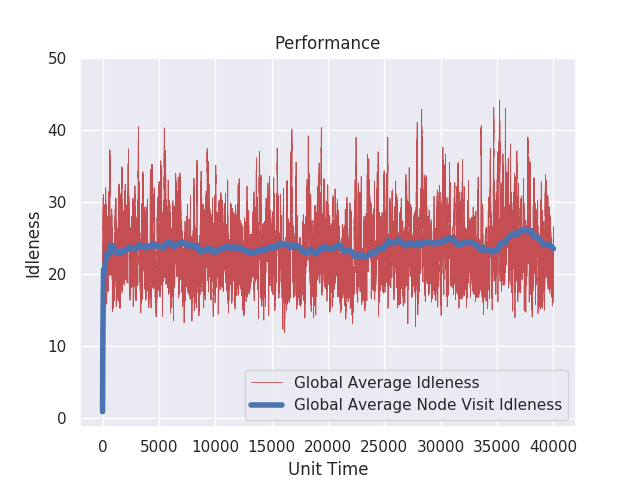 Performance
50
40
30
20
10
0
Idleness
Global Average Idleness
Global Average Node Visit Idleness
0 5000 10000 15000 20000 25000 30000 35000 40000
Unit Time